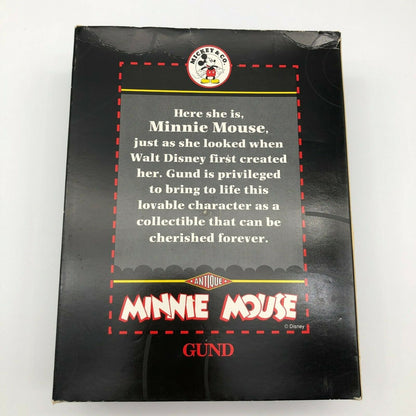 MICKEY & CO.
Here she is,
Minnie Mouse,
just as she looked when
Walt Disney first created
her. Gund is privileged
to bring to life this
lovable character as a
collectible that can be
cherished forever.
ANTIQUE
MINNIE MOUSE
© Disney
GUND